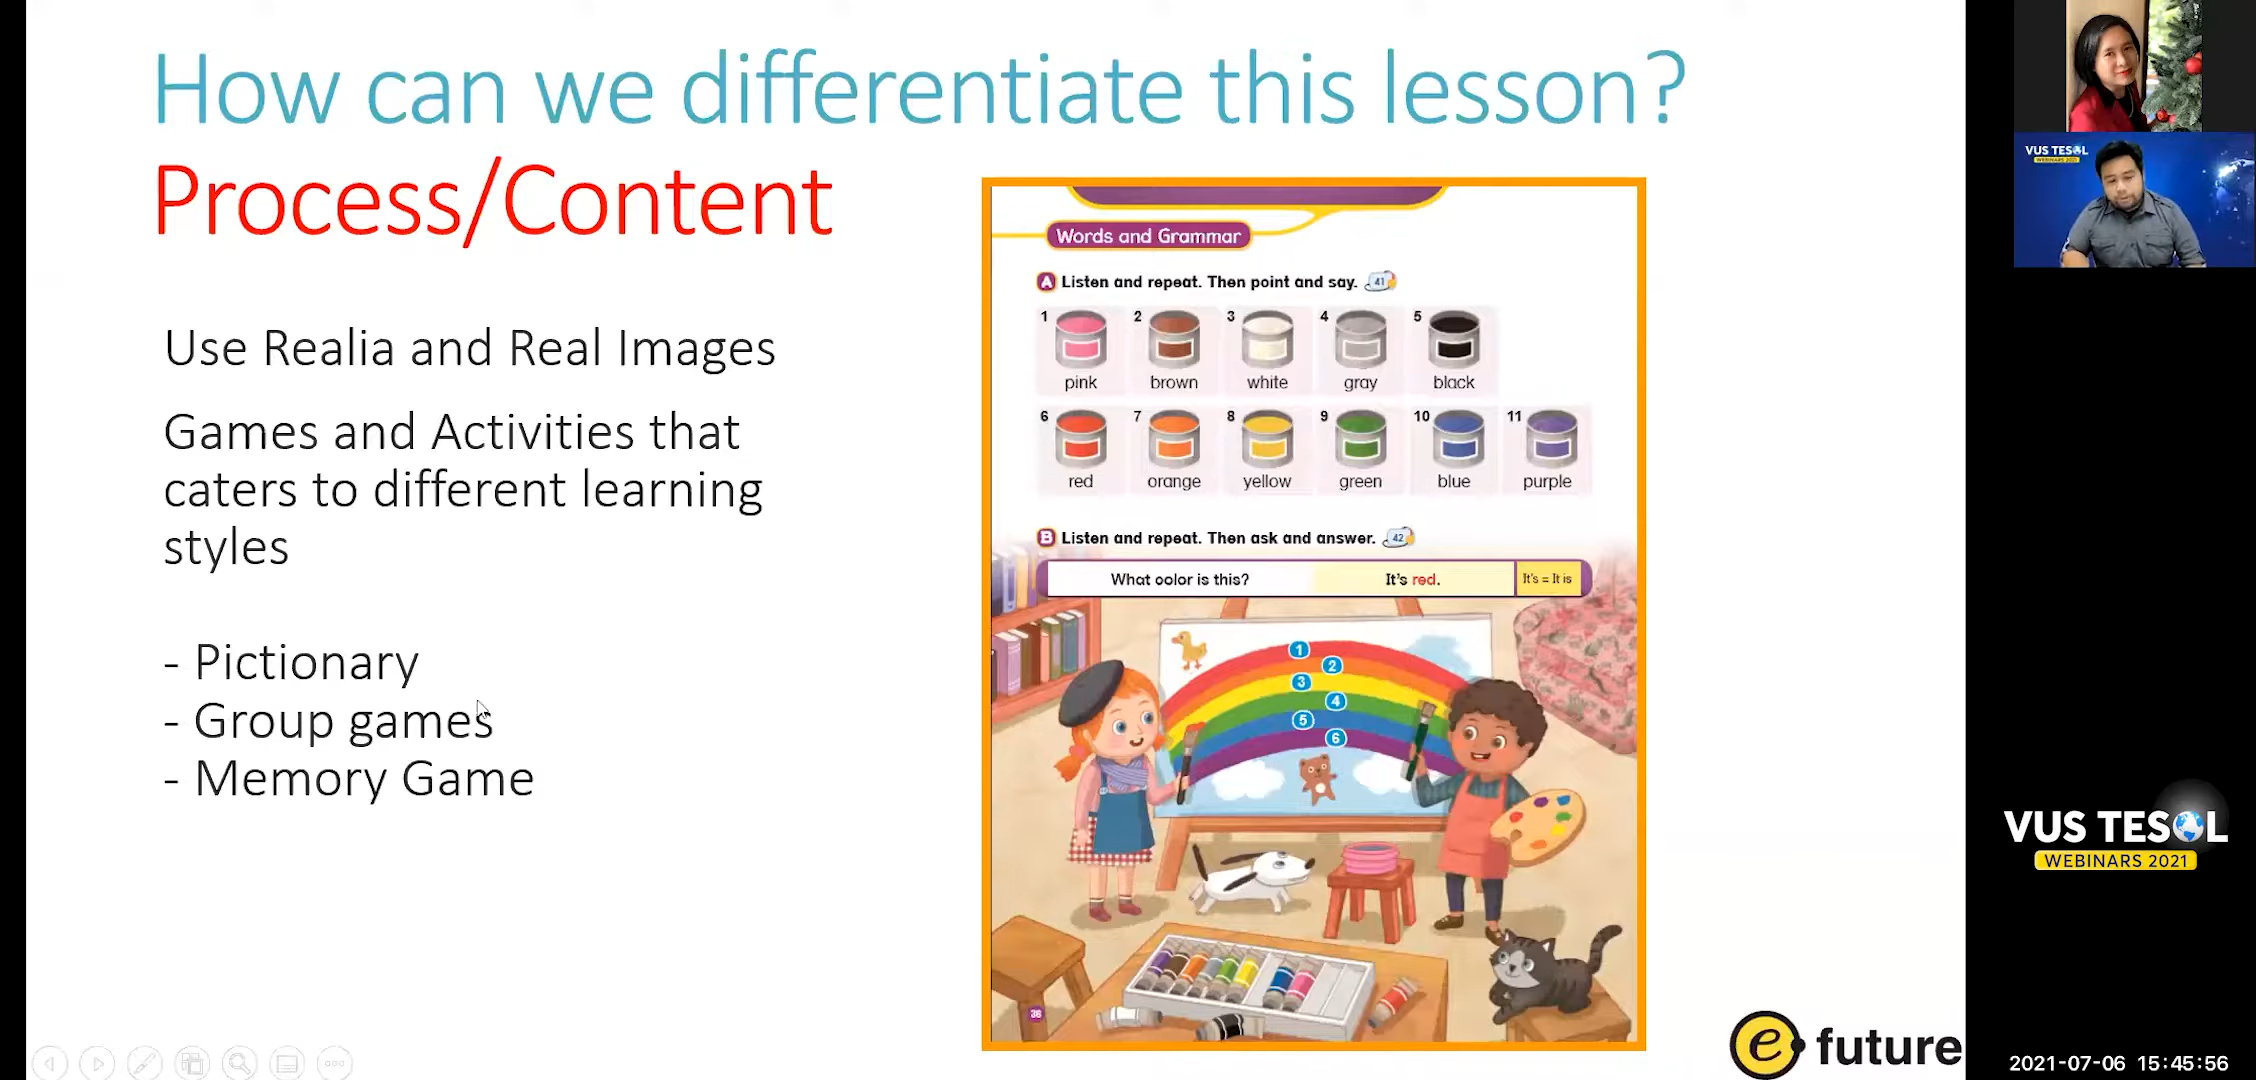 How can we differentiate this lesson?
Process/Content
Use Realia and Real Images
Games and Activities that
caters to different learning
styles
- Pictionary
- Group games
- Memory Game
Words and Grammar
A Listen and repeat. Then point and say. 41
1 2 3 4 5
pink brown white gray black
6 7 8 9 10 11
red orange yellow green blue purple
B Listen and repeat. Then ask and answer. 42
What color is this? It's red. It's = It is
1
2
3
4
5
6
36
e future
VUS TESOL
WEBINARS 2021
VUS TESOL
WEBINARS 2021
2021-07-06 15:45:56